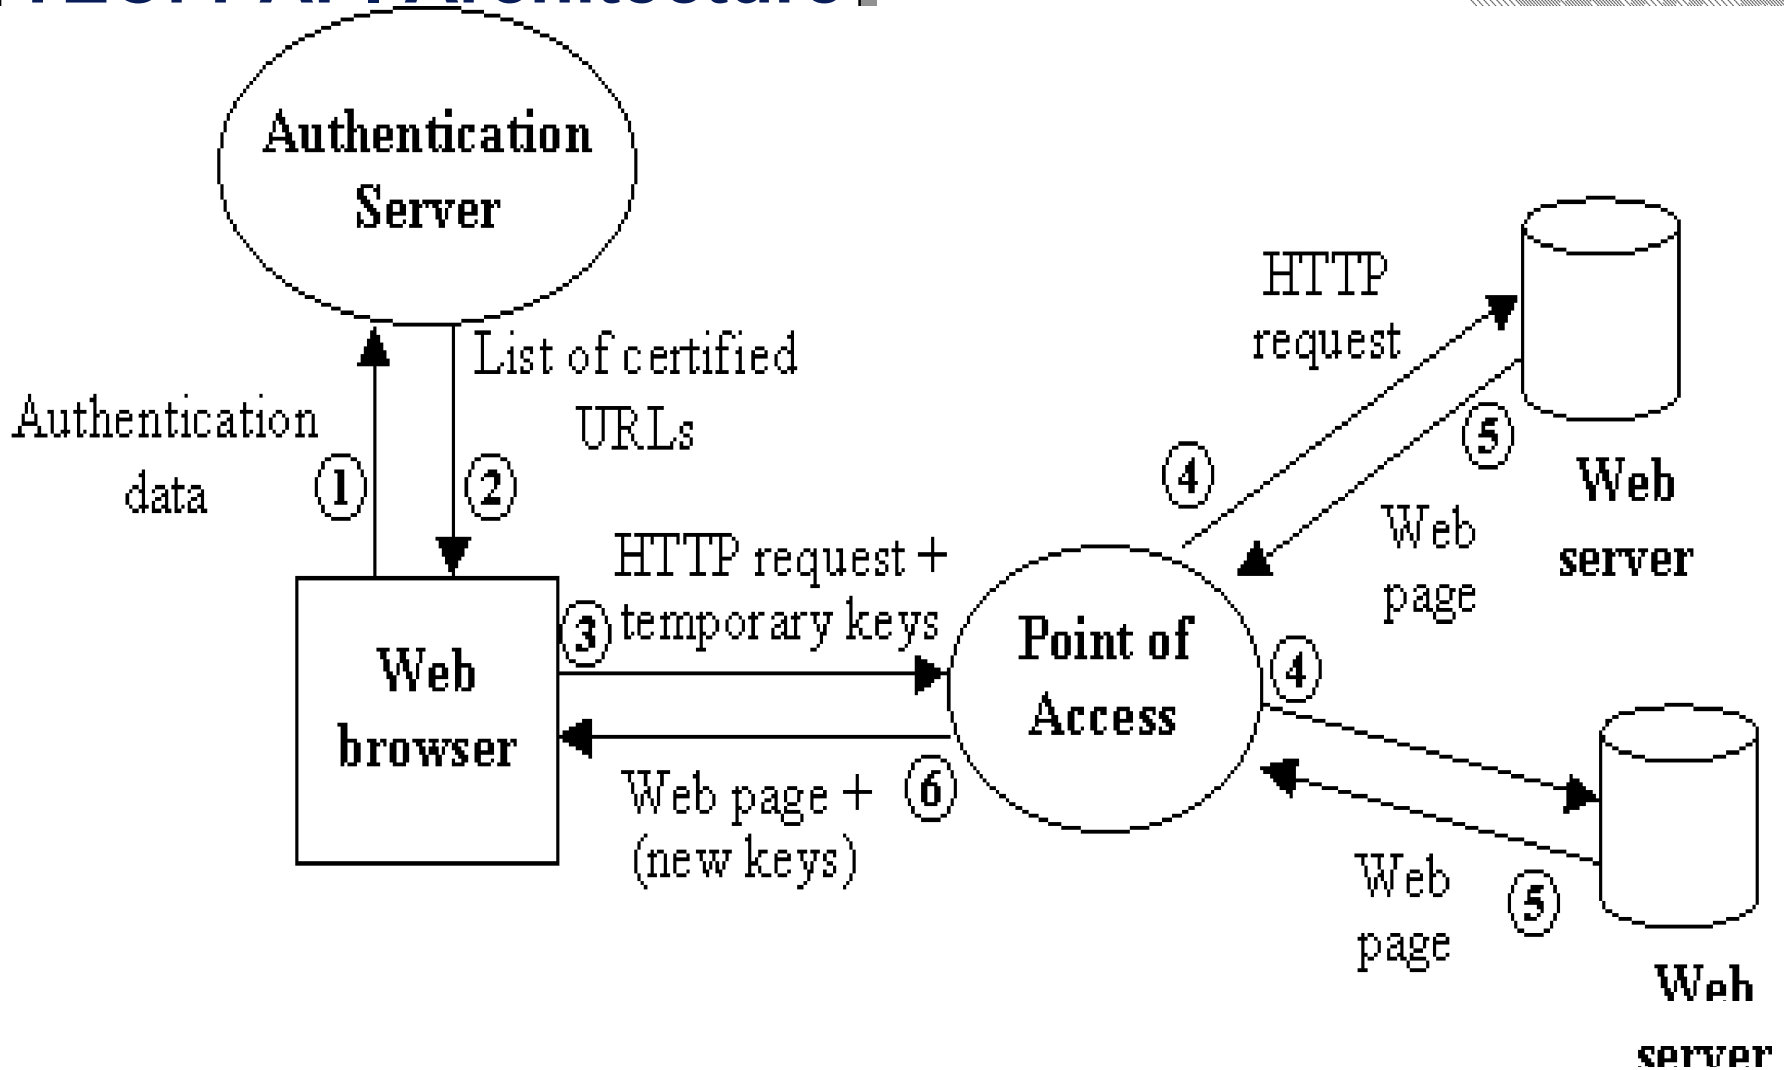 Architecture
Authentication
Server
List of certified
URLs
Authentication
data
1
2
HTTP
request
4
5
Web
server
Web
page
HTTP request +
temporary keys
3
Web
browser
Point of
Access
4
Web page +
(new keys)
6
Web
page
5
Web
server